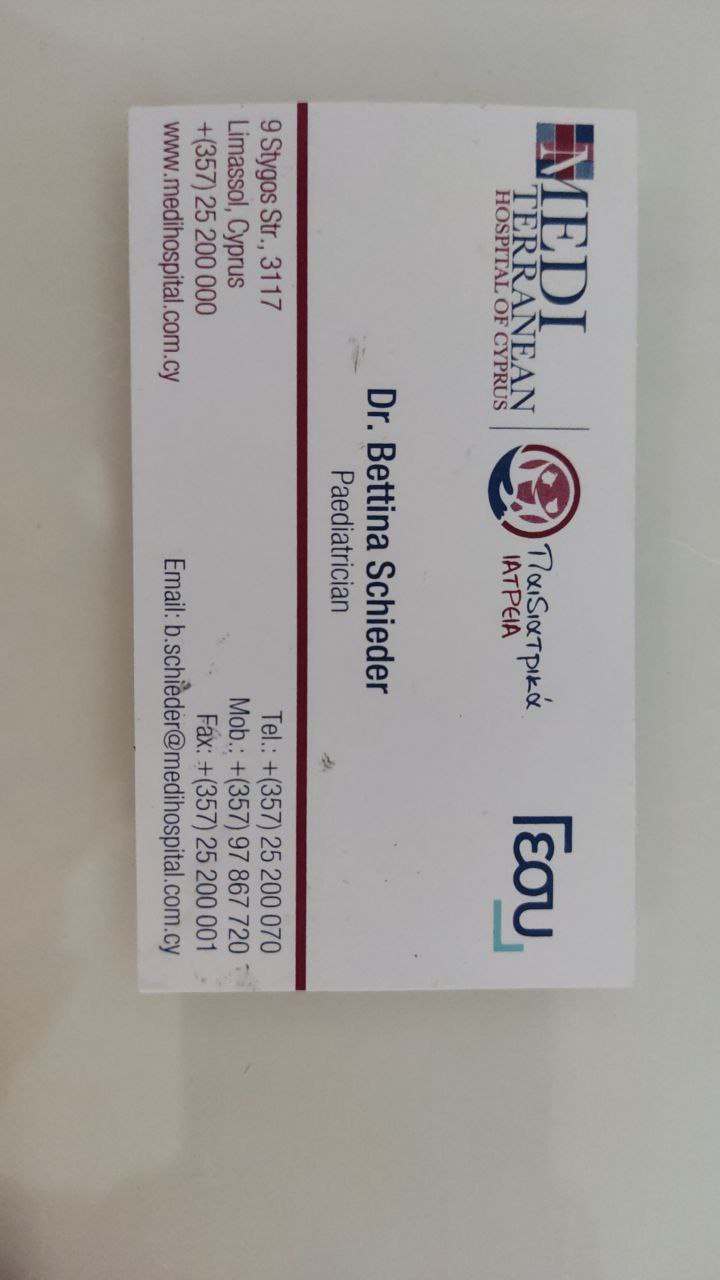 MEDI
TERRANEAN
HOSPITAL OF CYPRUS
Παιδιατρικά
ΙΑΤΡΕΙΑ
Γεσυ
Dr. Bettina Schieder
Paediatrician
9 Stygos Str., 3117
Limassol, Cyprus
+(357) 25 200 000
www.medihospital.com.cy
Tel.: +(357) 25 200 070
Mob.: +(357) 97 867 720
Fax: +(357) 25 200 001
Email: b.schieder@medihospital.com.cy